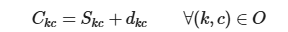 C_{kc} = S_{kc} + d_{kc} ∀(k, c) ∈ O